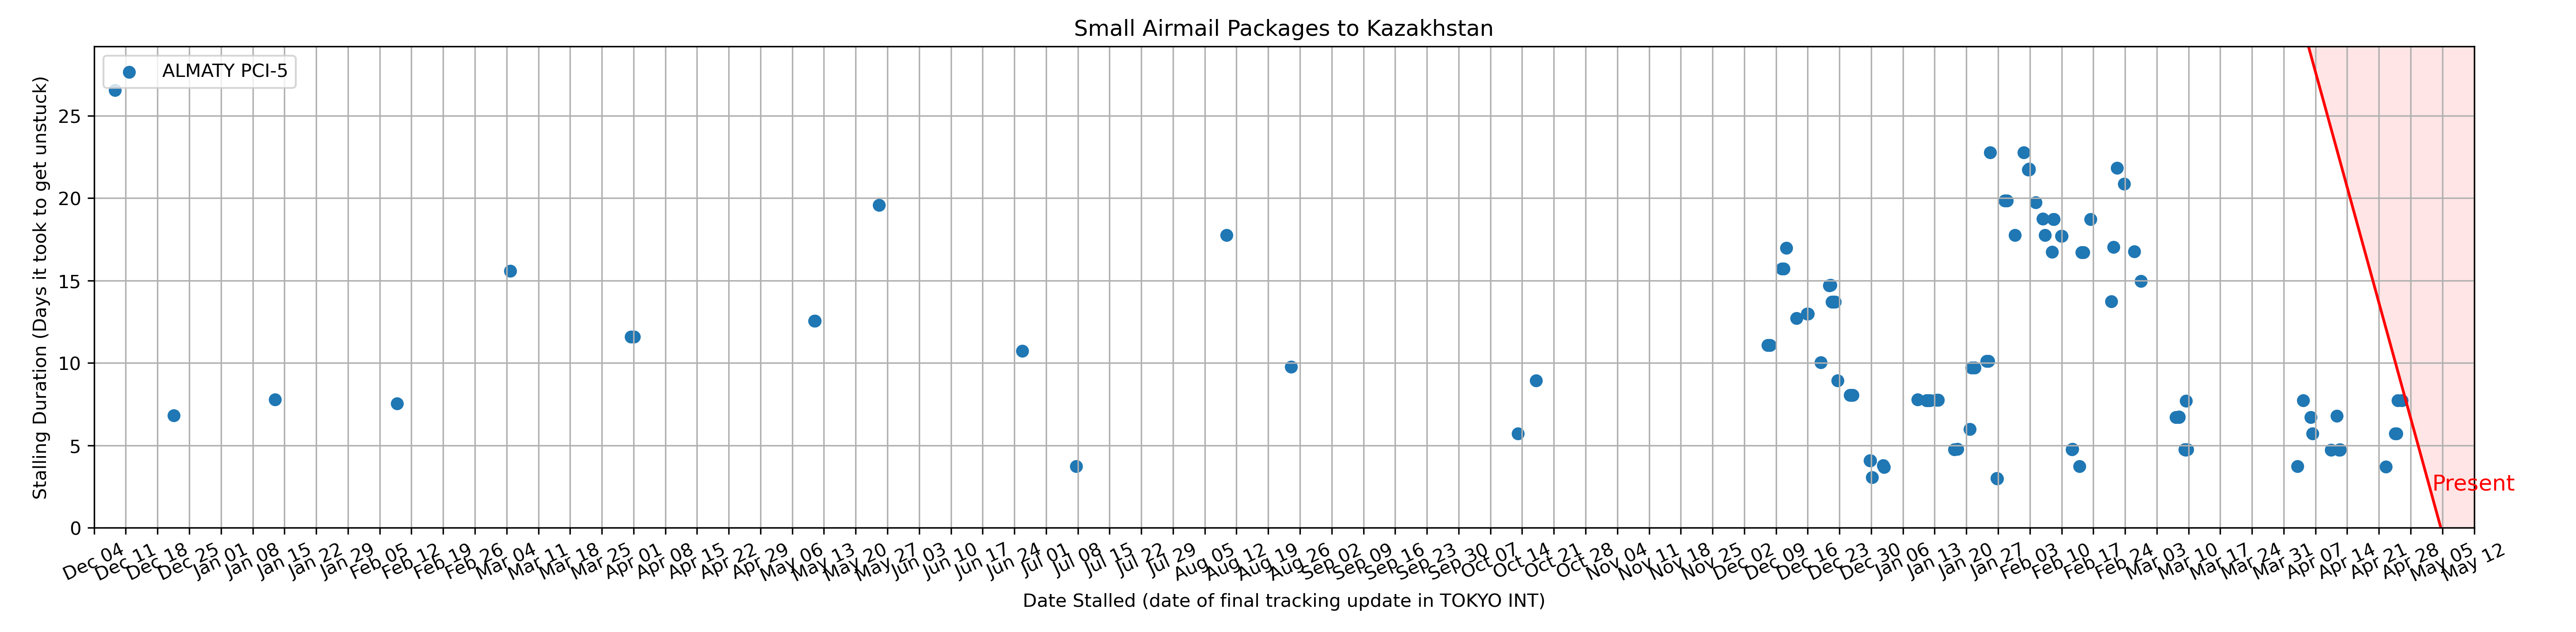 Small Airmail Packages to Kazakhstan
ALMATY PCI-5
Stalling Duration (Days it took to get unstuck)
25
20
15
10
5
0
Present
Dec 04
Dec 11
Dec 18
Dec 25
Jan 01
Jan 08
Jan 15
Jan 22
Jan 29
Feb 05
Feb 12
Feb 19
Feb 26
Mar 04
Mar 11
Mar 18
Mar 25
Apr 01
Apr 08
Apr 15
Apr 22
Apr 29
May 06
May 13
May 20
May 27
Jun 03
Jun 10
Jun 17
Jun 24
Jul 01
Jul 08
Jul 15
Jul 22
Jul 29
Aug 05
Aug 12
Aug 19
Aug 26
Sep 02
Sep 09
Sep 16
Sep 23
Sep 30
Oct 07
Oct 14
Oct 21
Oct 28
Nov 04
Nov 11
Nov 18
Nov 25
Dec 02
Dec 09
Dec 16
Dec 23
Dec 30
Jan 06
Jan 13
Jan 20
Jan 27
Feb 03
Feb 10
Feb 17
Feb 24
Mar 03
Mar 10
Mar 17
Mar 24
Mar 31
Apr 07
Apr 14
Apr 21
Apr 28
May 05
May 12
Date Stalled (date of final tracking update in TOKYO INT)